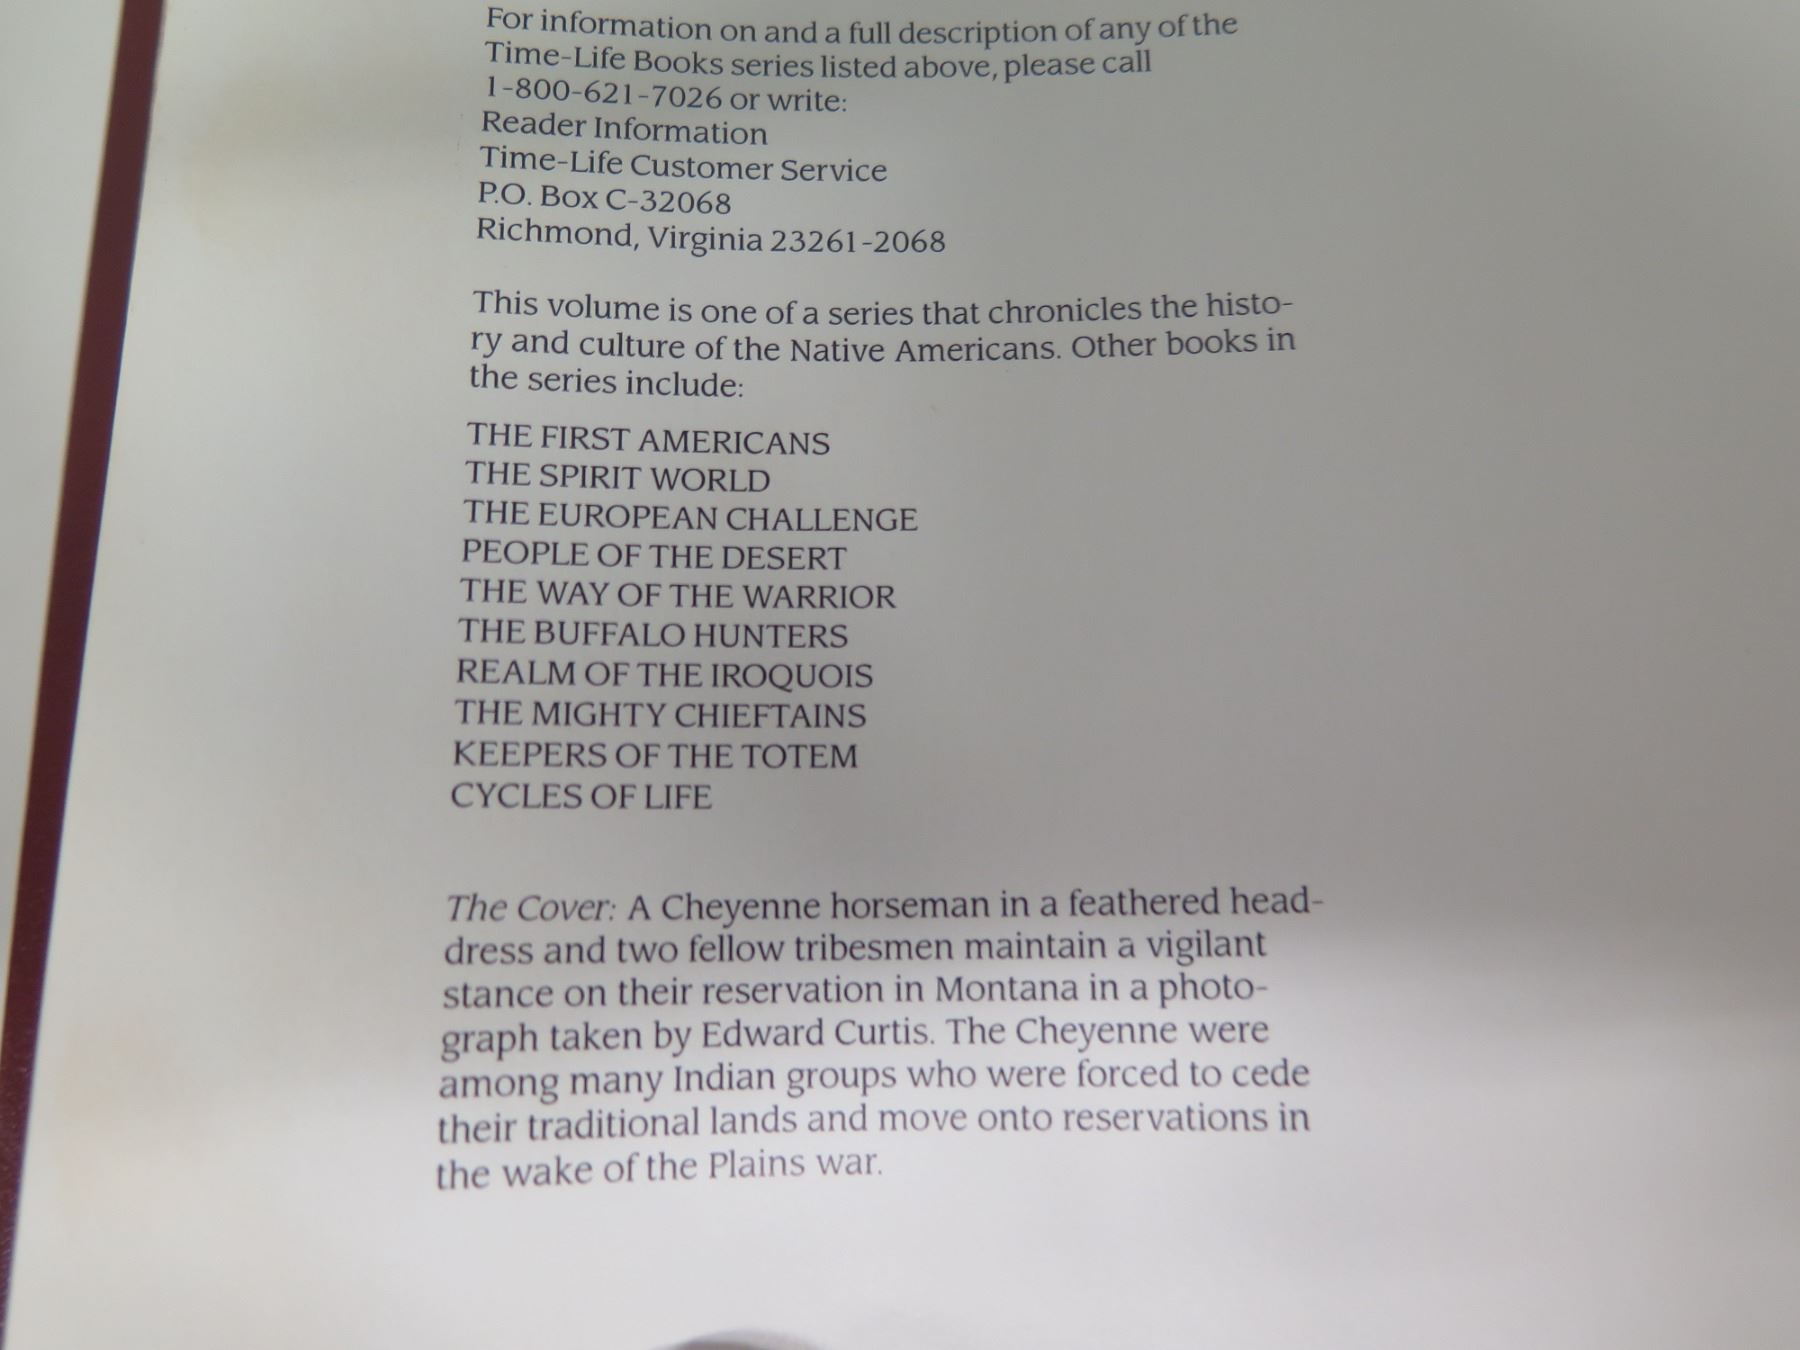 For information on and a full description of any of the
Time-Life Books series listed above, please call
1-800-621-7026 or write:
Reader Information
Time-Life Customer Service
P.O. Box C-32068
Richmond, Virginia 23261-2068
This volume is one of a series that chronicles the histo-
ry and culture of the Native Americans. Other books in
the series include:
THE FIRST AMERICANS
THE SPIRIT WORLD
THE EUROPEAN CHALLENGE
PEOPLE OF THE DESERT
THE WAY OF THE WARRIOR
THE BUFFALO HUNTERS
REALM OF THE IROQUOIS
THE MIGHTY CHIEFTAINS
KEEPERS OF THE TOTEM
CYCLES OF LIFE
The Cover: A Cheyenne horseman in a feathered head-
dress and two fellow tribesmen maintain a vigilant
stance on their reservation in Montana in a photo-
graph taken by Edward Curtis. The Cheyenne were
among many Indian groups who were forced to cede
their traditional lands and move onto reservations in
the wake of the Plains war.